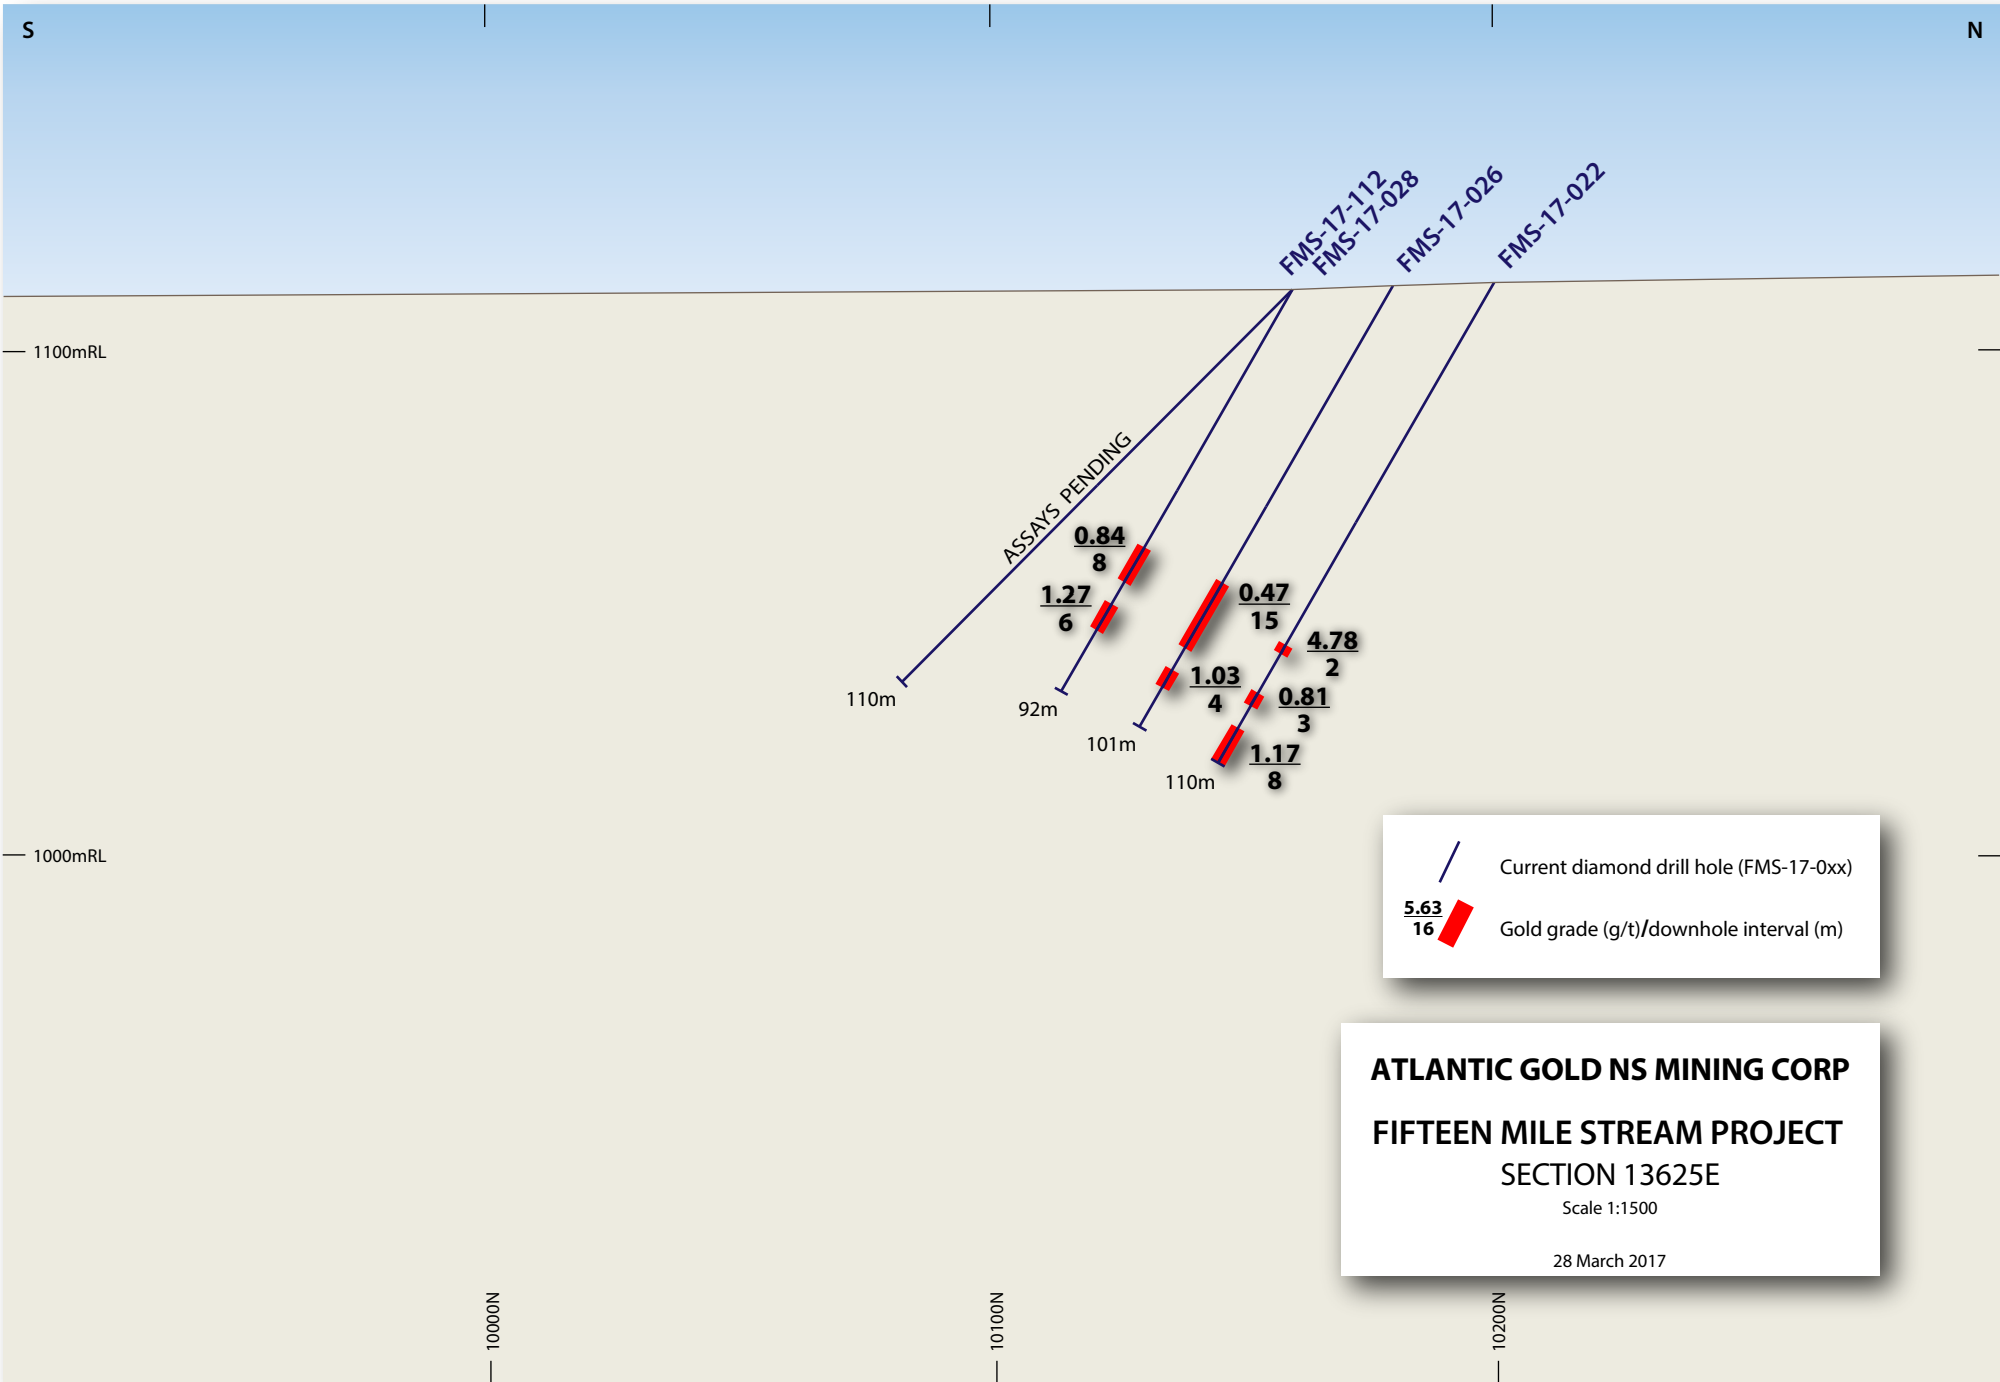 S
N
FMS-17-112
FMS-17-028
FMS-17-026
FMS-17-022
1100mRL
ASSAYS PENDING
0.84
8
1.27
6
0.47
15
4.78
2
1.03
4
0.81
3
1.17
8
110m
92m
101m
110m
1000mRL
Current diamond drill hole (FMS-17-0xx)
5.63
16
Gold grade (g/t)/downhole interval (m)
ATLANTIC GOLD NS MINING CORP
FIFTEEN MILE STREAM PROJECT
SECTION 13625E
Scale 1:1500
28 March 2017
10000N
10100N
10200N